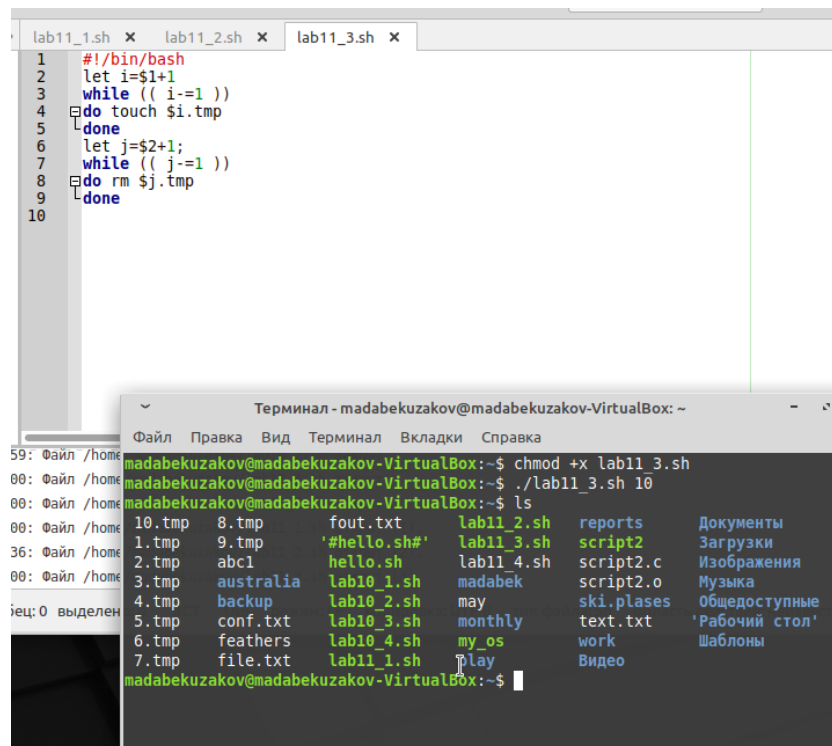 lab11_1.sh × lab11_2.sh × lab11_3.sh ×
1 #!/bin/bash
2 let i=$1+1
3 while (( i-=1 ))
4 do touch $i.tmp
5 done
6 let j=$2+1;
7 while (( j-=1 ))
8 do rm $j.tmp
9 done
10
59: Файл /home
00: Файл /home
00: Файл /home
00: Файл /home
36: Файл /home
00: Файл /home
бец: 0 выделен
Терминал - madabekuzakov@madabekuzakov-VirtualBox: ~
Файл Правка Вид Терминал Вкладки Справка
madabekuzakov@madabekuzakov-VirtualBox:~$ chmod +x lab11_3.sh
madabekuzakov@madabekuzakov-VirtualBox:~$ ./lab11_3.sh 10
madabekuzakov@madabekuzakov-VirtualBox:~$ ls
10.tmp 8.tmp fout.txt lab11_2.sh reports Документы
1.tmp 9.tmp '#hello.sh#' lab11_3.sh script2 Загрузки
2.tmp abc1 hello.sh lab11_4.sh script2.c Изображения
3.tmp australia lab10_1.sh madabek script2.o Музыка
4.tmp backup lab10_2.sh may ski.plases Общедоступные
5.tmp conf.txt lab10_3.sh monthly text.txt 'Рабочий стол'
6.tmp feathers lab10_4.sh my_os work Шаблоны
7.tmp file.txt lab11_1.sh play Видео
madabekuzakov@madabekuzakov-VirtualBox:~$